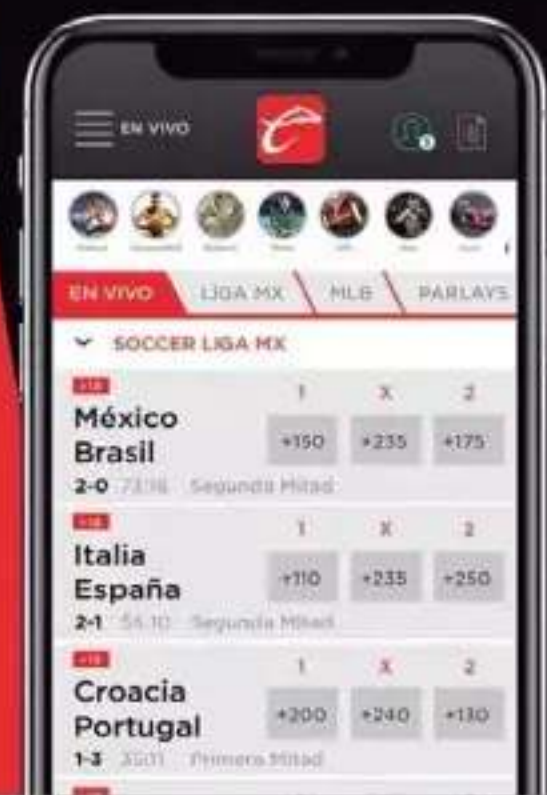 EN VIVO
EN VIVO LIGA MX MLB PARLAYS
SOCCER LIGA MX
1 X 2
México
Brasil
+150 +235 +175
2-0 Segunda Mitad
1 X 2
Italia
España
+110 +235 +250
2-1 Segunda Mitad
1 X 2
Croacia
Portugal
+200 +240 +130
1-3 Primera Mitad